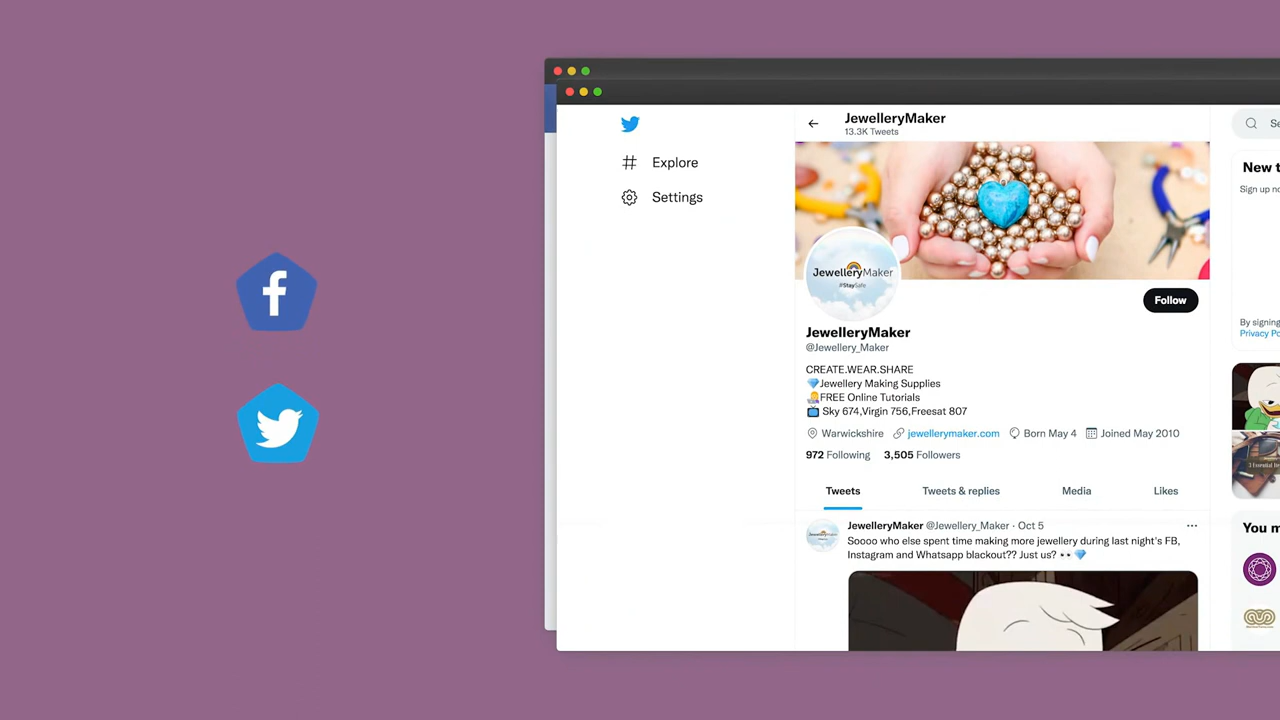 JewelleryMaker
13.3K Tweets
Explore
Settings
Se
New t
Sign up no
JewelleryMaker
#StaySafe
Follow
By signing
Privacy Po
JewelleryMaker
@Jewellery_Maker
CREATE.WEAR.SHARE
💎Jewellery Making Supplies
FREE Online Tutorials
📺 Sky 674,Virgin 756,Freesat 807
Warwickshire jewellerymaker.com Born May 4 Joined May 2010
972 Following 3,505 Followers
Tweets Tweets & replies Media Likes
JewelleryMaker @Jewellery_Maker · Oct 5
Soooo who else spent time making more jewellery during last night's FB,
Instagram and Whatsapp blackout?? Just us? 👀 💎
You m